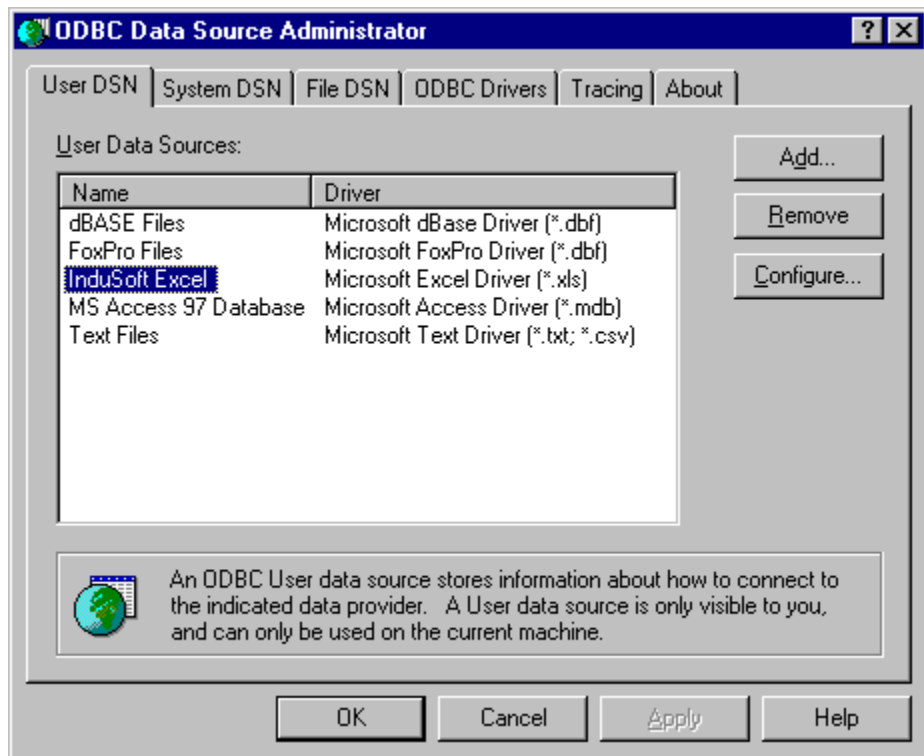 ODBC Data Source Administrator
User DSN System DSN File DSN ODBC Drivers Tracing About
User Data Sources:
Name Driver
dBASE Files Microsoft dBase Driver (*.dbf)
FoxPro Files Microsoft FoxPro Driver (*.dbf)
InduSoft Excel Microsoft Excel Driver (*.xls)
MS Access 97 Database Microsoft Access Driver (*.mdb)
Text Files Microsoft Text Driver (*.txt; *.csv)
Add...
Remove
Configure...
An ODBC User data source stores information about how to connect to
the indicated data provider. A User data source is only visible to you,
and can only be used on the current machine.
OK Cancel Apply Help